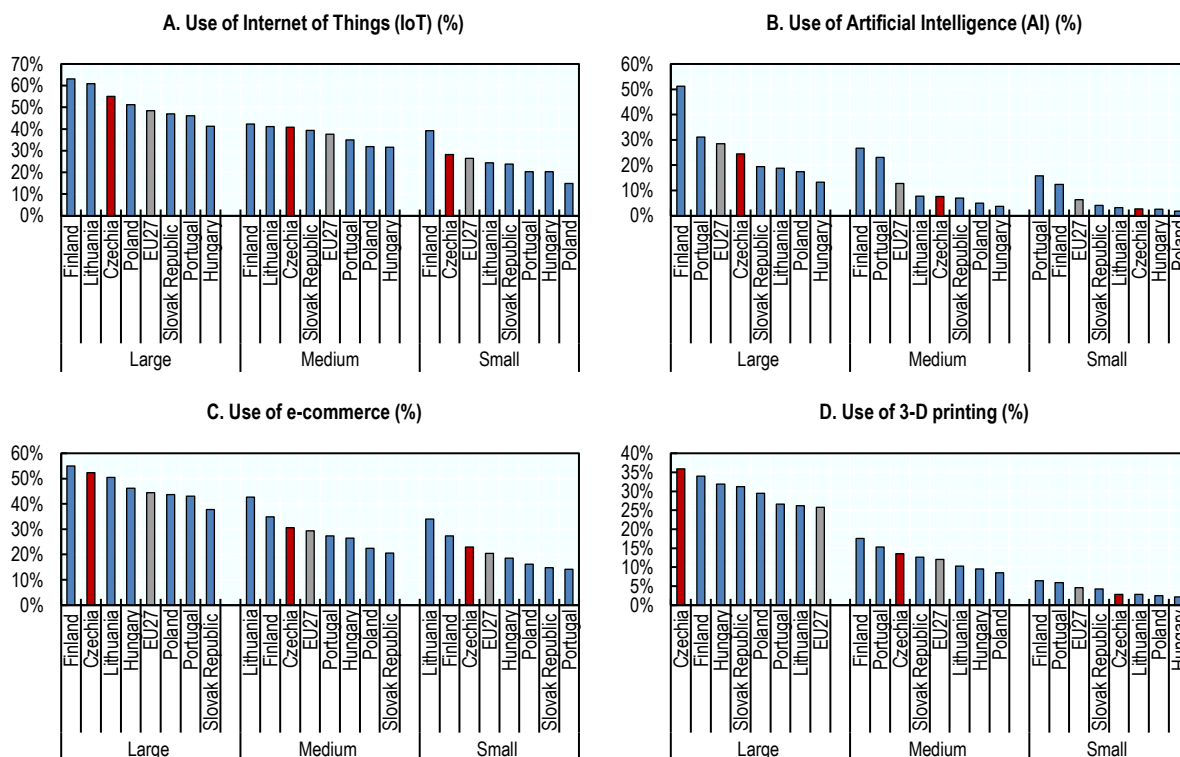 A. Use of Internet of Things (IoT) (%)
70%
60%
50%
40%
30%
20%
10%
0%
Finland
Lithuania
Czechia
Poland
EU27
Slovak Republic
Portugal
Hungary
Finland
Lithuania
Czechia
Slovak Republic
EU27
Portugal
Poland
Hungary
Finland
Czechia
EU27
Lithuania
Slovak Republic
Portugal
Hungary
Poland
Large
Medium
Small
B. Use of Artificial Intelligence (AI) (%)
60%
50%
40%
30%
20%
10%
0%
Finland
Portugal
EU27
Czechia
Slovak Republic
Lithuania
Poland
Hungary
Finland
Portugal
EU27
Lithuania
Czechia
Slovak Republic
Poland
Hungary
Portugal
Finland
EU27
Slovak Republic
Lithuania
Czechia
Hungary
Poland
Large
Medium
Small
C. Use of e-commerce (%)
60%
50%
40%
30%
20%
10%
0%
Finland
Czechia
Lithuania
Hungary
EU27
Poland
Portugal
Slovak Republic
Lithuania
Finland
Czechia
EU27
Portugal
Hungary
Poland
Slovak Republic
Lithuania
Finland
Czechia
EU27
Hungary
Poland
Slovak Republic
Portugal
Large
Medium
Small
D. Use of 3-D printing (%)
40%
35%
30%
25%
20%
15%
10%
5%
0%
Czechia
Finland
Hungary
Slovak Republic
Poland
Portugal
Lithuania
EU27
Finland
Portugal
Czechia
Slovak Republic
EU27
Lithuania
Hungary
Poland
Finland
Portugal
EU27
Slovak Republic
Czechia
Lithuania
Poland
Hungary
Large
Medium
Small